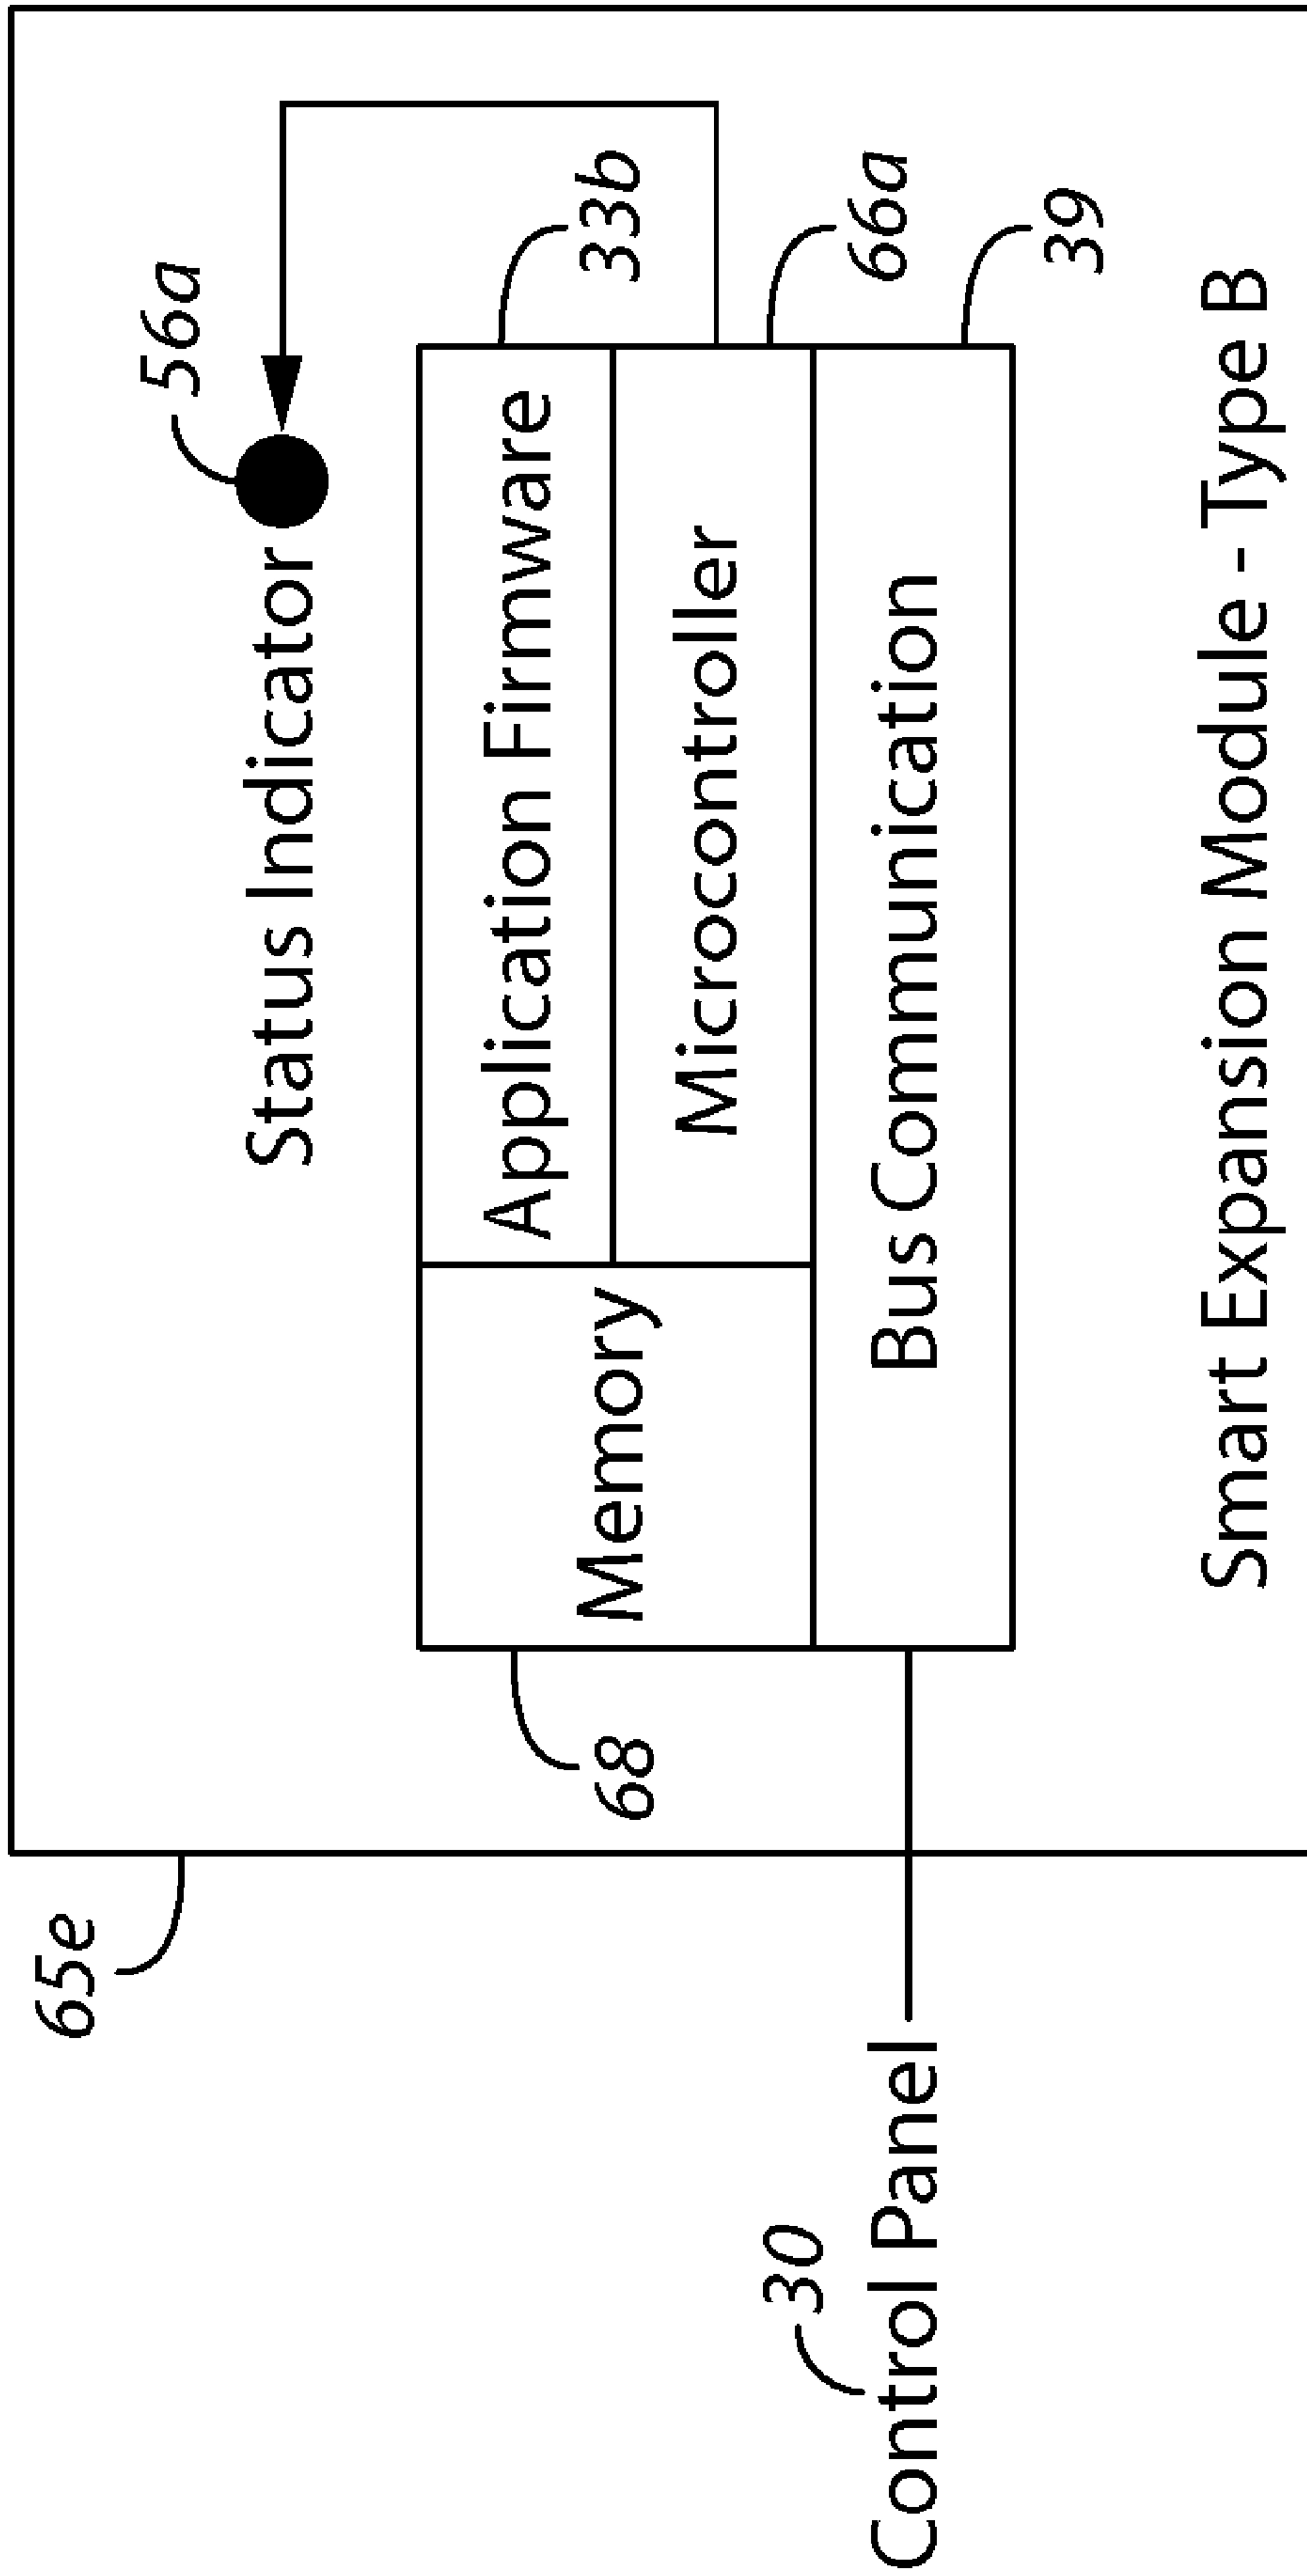 65e
56a
Status Indicator
68
33b
Application Firmware
Memory
Microcontroller
66a
30
Control Panel
Bus Communication
39
Smart Expansion Module - Type B